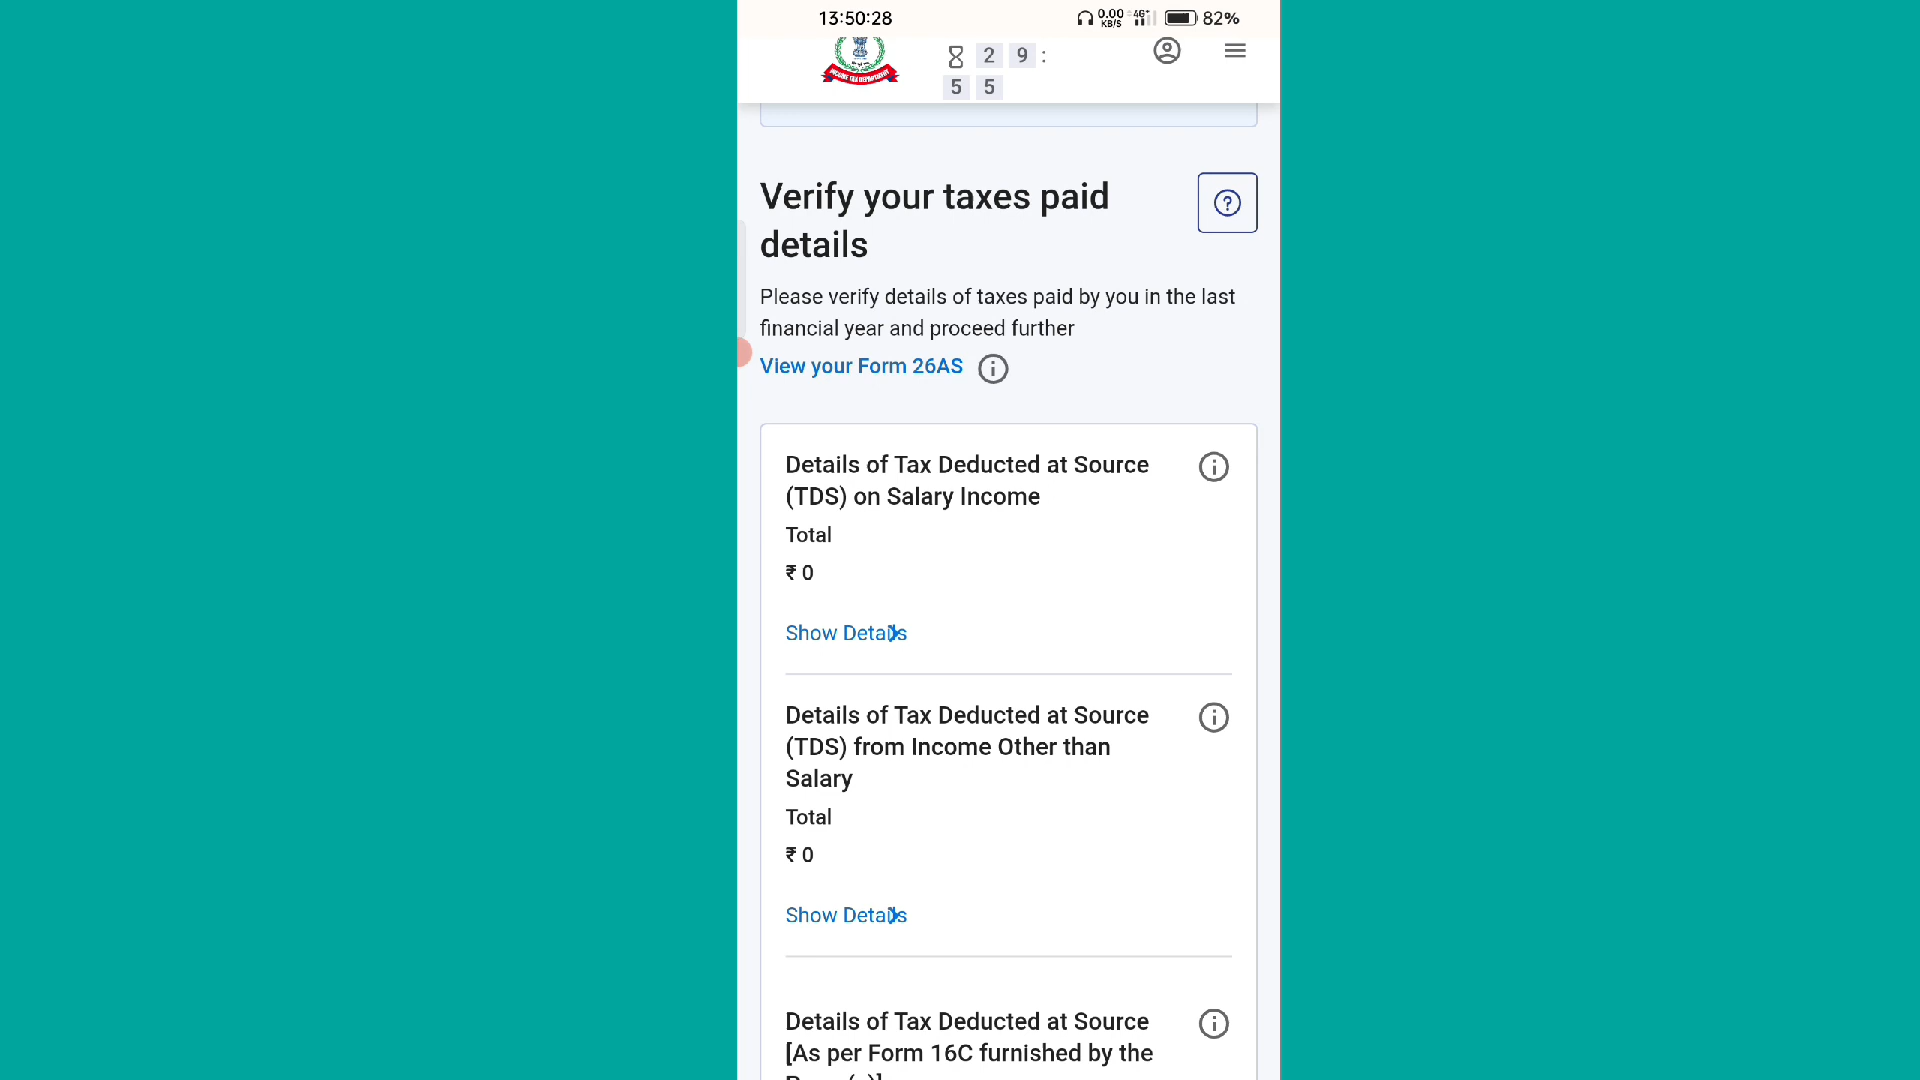 13:50:28
0.00 KB/S 4G+ 82%
INCOME TAX DEPARTMENT
2 9 :
5 5
Verify your taxes paid
details
Please verify details of taxes paid by you in the last
financial year and proceed further
View your Form 26AS
Details of Tax Deducted at Source
(TDS) on Salary Income
Total
₹ 0
Show Details
Details of Tax Deducted at Source
(TDS) from Income Other than
Salary
Total
₹ 0
Show Details
Details of Tax Deducted at Source
[As per Form 16C furnished by the